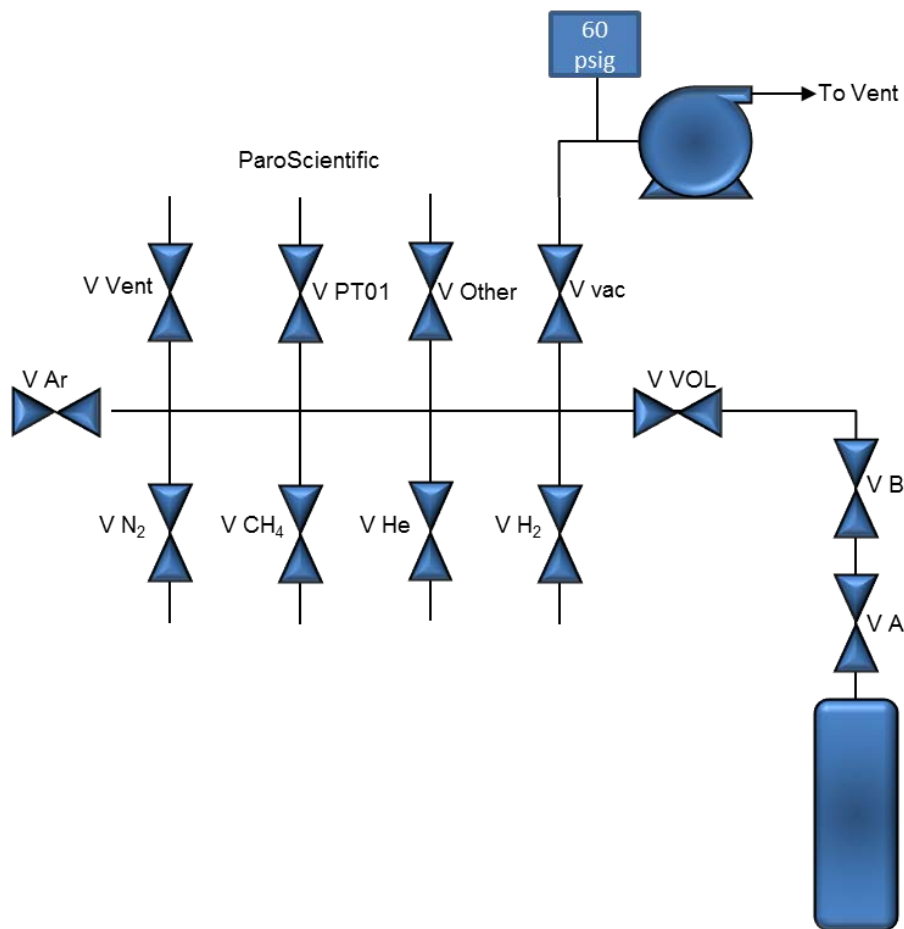 60
psig
To Vent
ParoScientific
V Vent
V PT01
V Other
V vac
V Ar
V VOL
V B
V N₂
V CH₄
V He
V H₂
V A